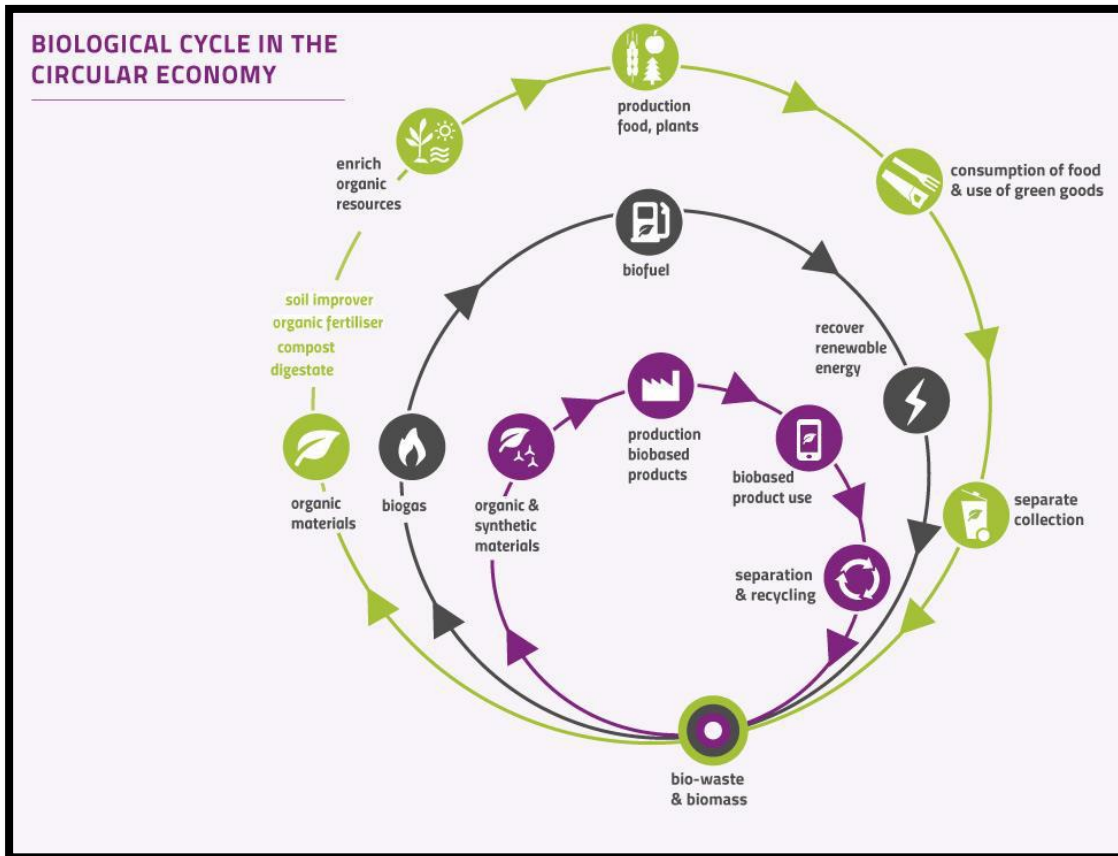 BIOLOGICAL CYCLE IN THE
CIRCULAR ECONOMY
production
food, plants
enrich
organic
resources
consumption of food
& use of green goods
biofuel
soil improver
organic fertiliser
compost
digestate
recover
renewable
energy
production
biobased
products
biobased
product use
organic
materials
biogas
organic &
synthetic
materials
separate
collection
separation
& recycling
bio-waste
& biomass